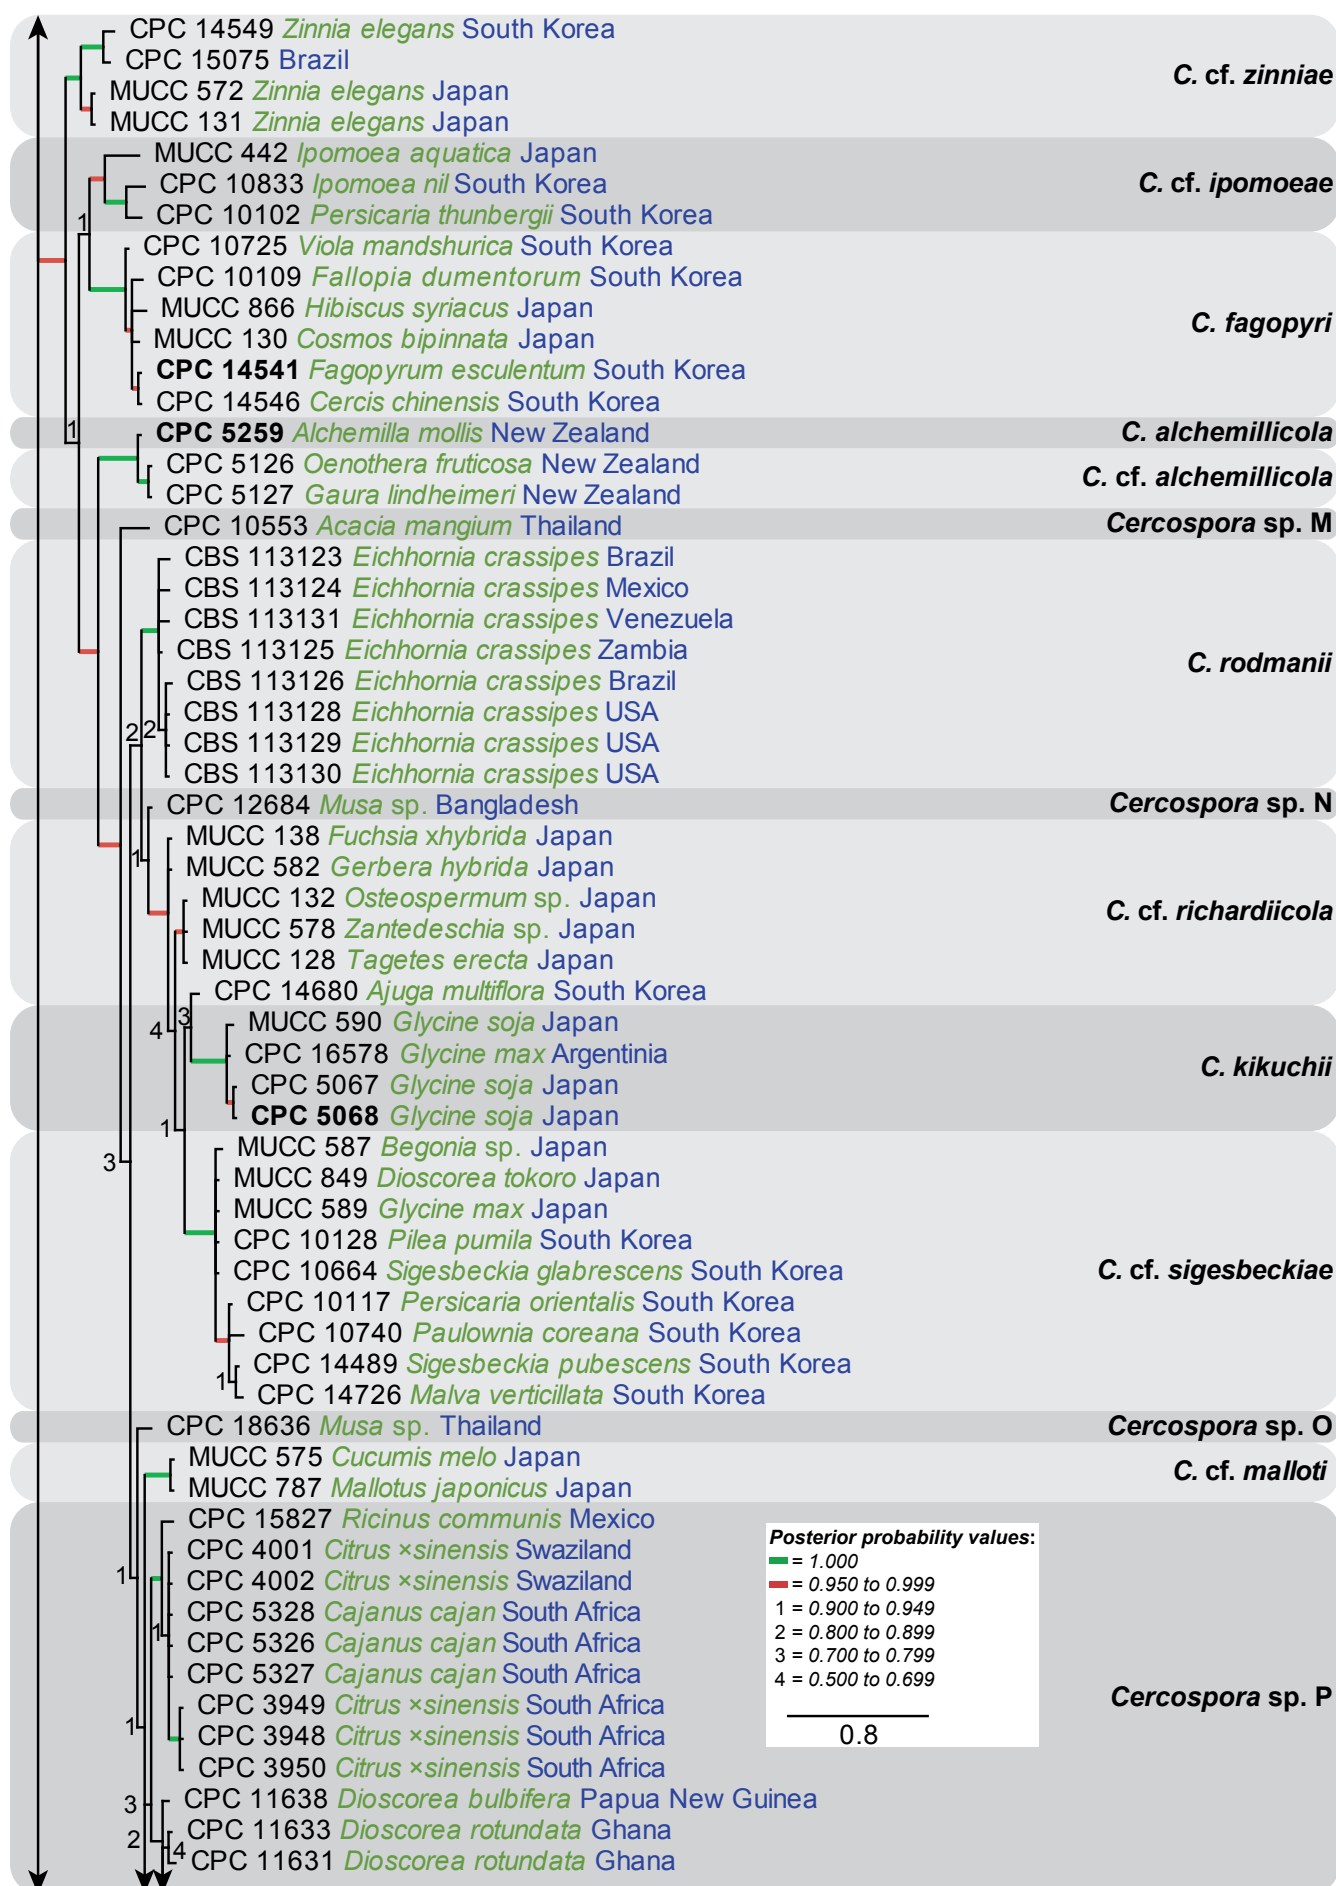 CPC 14549 Zinnia elegans South Korea
CPC 15075 Brazil
C. cf. zinniae
MUCC 572 Zinnia elegans Japan
MUCC 131 Zinnia elegans Japan
MUCC 442 Ipomoea aquatica Japan
CPC 10833 Ipomoea nil South Korea
C. cf. ipomoeae
CPC 10102 Persicaria thunbergii South Korea
1
CPC 10725 Viola mandshurica South Korea
CPC 10109 Fallopia dumentorum South Korea
MUCC 866 Hibiscus syriacus Japan
C. fagopyri
MUCC 130 Cosmos bipinnata Japan
CPC 14541 Fagopyrum esculentum South Korea
CPC 14546 Cercis chinensis South Korea
1
CPC 5259 Alchemilla mollis New Zealand
C. alchemillicola
CPC 5126 Oenothera fruticosa New Zealand
C. cf. alchemillicola
CPC 5127 Gaura lindheimeri New Zealand
CPC 10553 Acacia mangium Thailand
Cercospora sp. M
CBS 113123 Eichhornia crassipes Brazil
CBS 113124 Eichhornia crassipes Mexico
CBS 113131 Eichhornia crassipes Venezuela
CBS 113125 Eichhornia crassipes Zambia
C. rodmanii
CBS 113126 Eichhornia crassipes Brazil
CBS 113128 Eichhornia crassipes USA
2 2
CBS 113129 Eichhornia crassipes USA
CBS 113130 Eichhornia crassipes USA
CPC 12684 Musa sp. Bangladesh
Cercospora sp. N
MUCC 138 Fuchsia xhybrida Japan
1
MUCC 582 Gerbera hybrida Japan
MUCC 132 Osteospermum sp. Japan
C. cf. richardiicola
MUCC 578 Zantedeschia sp. Japan
MUCC 128 Tagetes erecta Japan
CPC 14680 Ajuga multiflora South Korea
4 3
MUCC 590 Glycine soja Japan
CPC 16578 Glycine max Argentinia
C. kikuchii
CPC 5067 Glycine soja Japan
CPC 5068 Glycine soja Japan
1
MUCC 587 Begonia sp. Japan
3
MUCC 849 Dioscorea tokoro Japan
MUCC 589 Glycine max Japan
CPC 10128 Pilea pumila South Korea
CPC 10664 Sigesbeckia glabrescens South Korea
C. cf. sigesbeckiae
CPC 10117 Persicaria orientalis South Korea
CPC 10740 Paulownia coreana South Korea
CPC 14489 Sigesbeckia pubescens South Korea
1
CPC 14726 Malva verticillata South Korea
CPC 18636 Musa sp. Thailand
Cercospora sp. O
MUCC 575 Cucumis melo Japan
C. cf. malloti
MUCC 787 Mallotus japonicus Japan
CPC 15827 Ricinus communis Mexico
CPC 4001 Citrus ×sinensis Swaziland
1
CPC 4002 Citrus ×sinensis Swaziland
CPC 5328 Cajanus cajan South Africa
1
CPC 5326 Cajanus cajan South Africa
CPC 5327 Cajanus cajan South Africa
CPC 3949 Citrus ×sinensis South Africa
Cercospora sp. P
1
CPC 3948 Citrus ×sinensis South Africa
CPC 3950 Citrus ×sinensis South Africa
3
CPC 11638 Dioscorea bulbifera Papua New Guinea
CPC 11633 Dioscorea rotundata Ghana
2 4
CPC 11631 Dioscorea rotundata Ghana
Posterior probability values:
= 1.000
= 0.950 to 0.999
1 = 0.900 to 0.949
2 = 0.800 to 0.899
3 = 0.700 to 0.799
4 = 0.500 to 0.699
0.8